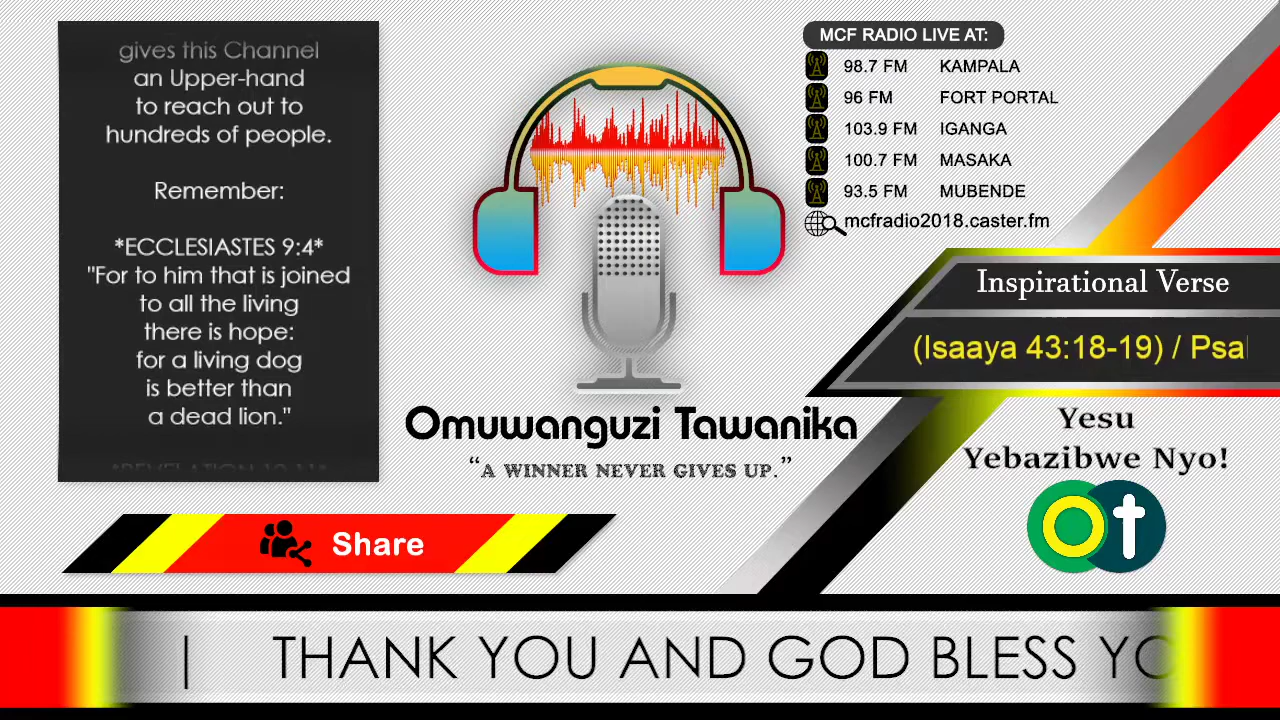 gives this Channel
an Upper-hand
to reach out to
hundreds of people.
Remember:
*ECCLESIASTES 9:4*
"For to him that is joined
to all the living
there is hope:
for a living dog
is better than
a dead lion."
Omuwanguzi Tawanika
“A WINNER NEVER GIVES UP.”
MCF RADIO LIVE AT:
98.7 FM KAMPALA
96 FM FORT PORTAL
103.9 FM IGANGA
100.7 FM MASAKA
93.5 FM MUBENDE
mcfradio2018.caster.fm
Inspirational Verse
(Isaaya 43:18-19) / Psal
Yesu
Yebazibwe Nyo!
Ot
Share
| THANK YOU AND GOD BLESS YO